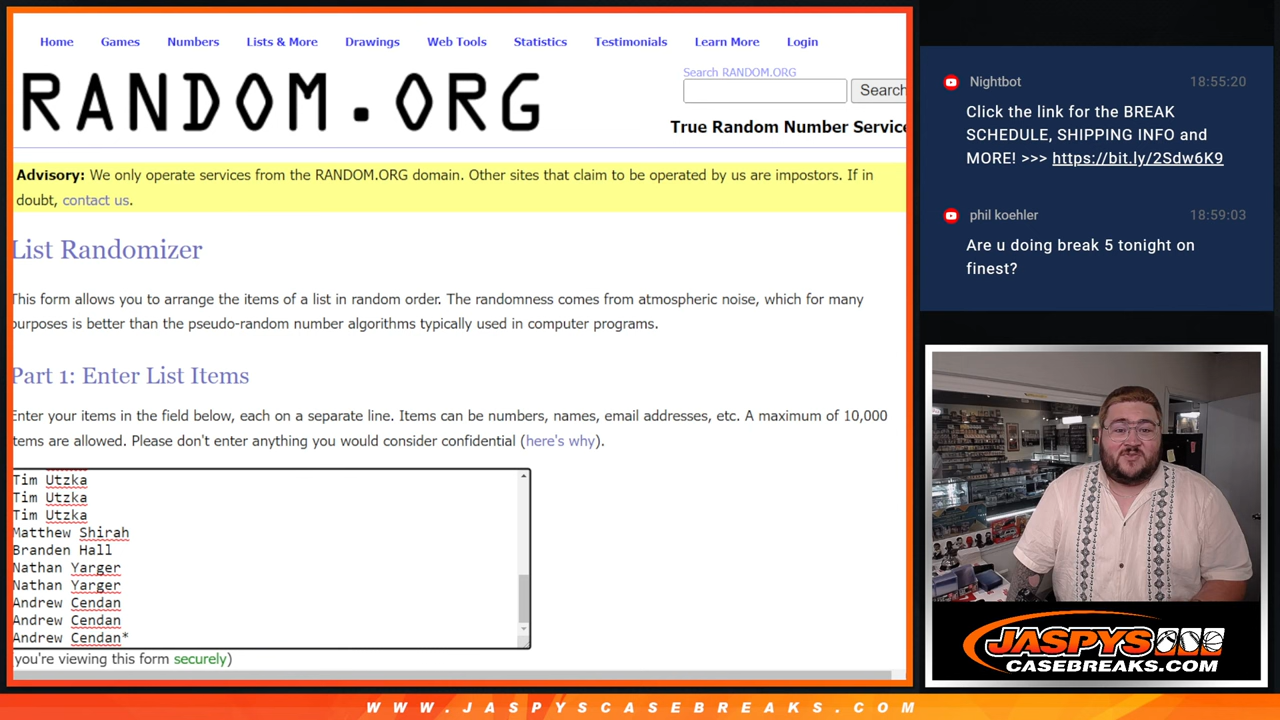 Home Games Numbers Lists & More Drawings Web Tools Statistics Testimonials Learn More Login
RANDOM.ORG
Search RANDOM.ORG
Search
True Random Number Service
Advisory: We only operate services from the RANDOM.ORG domain. Other sites that claim to be operated by us are impostors. If in
doubt, contact us.
List Randomizer
This form allows you to arrange the items of a list in random order. The randomness comes from atmospheric noise, which for many
purposes is better than the pseudo-random number algorithms typically used in computer programs.
Part 1: Enter List Items
Enter your items in the field below, each on a separate line. Items can be numbers, names, email addresses, etc. A maximum of 10,000
items are allowed. Please don't enter anything you would consider confidential (here's why).
Tim Utzka
Tim Utzka
Tim Utzka
Matthew Shirah
Branden Hall
Nathan Yarger
Nathan Yarger
Andrew Cendan
Andrew Cendan
Andrew Cendan*
you're viewing this form securely)
Nightbot 18:55:20
Click the link for the BREAK
SCHEDULE, SHIPPING INFO and
MORE! >>> https://bit.ly/2Sdw6K9
phil koehler 18:59:03
Are u doing break 5 tonight on
finest?
JASPYS
CASEBREAKS.COM
WWW.JASPYSCASEBREAKS.COM